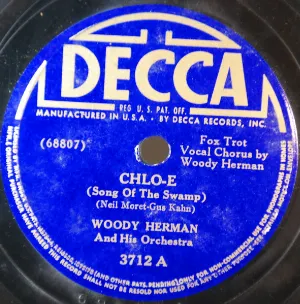 DECCA
REG. U.S. PAT. OFF.
MANUFACTURED IN U.S.A. · BY DECCA RECORDS, INC.
(68807)
Fox Trot
Vocal Chorus by
Woody Herman
CHLO-E
(Song Of The Swamp)
(Neil Moret-Gus Kahn)
WOODY HERMAN
And His Orchestra
3712 A